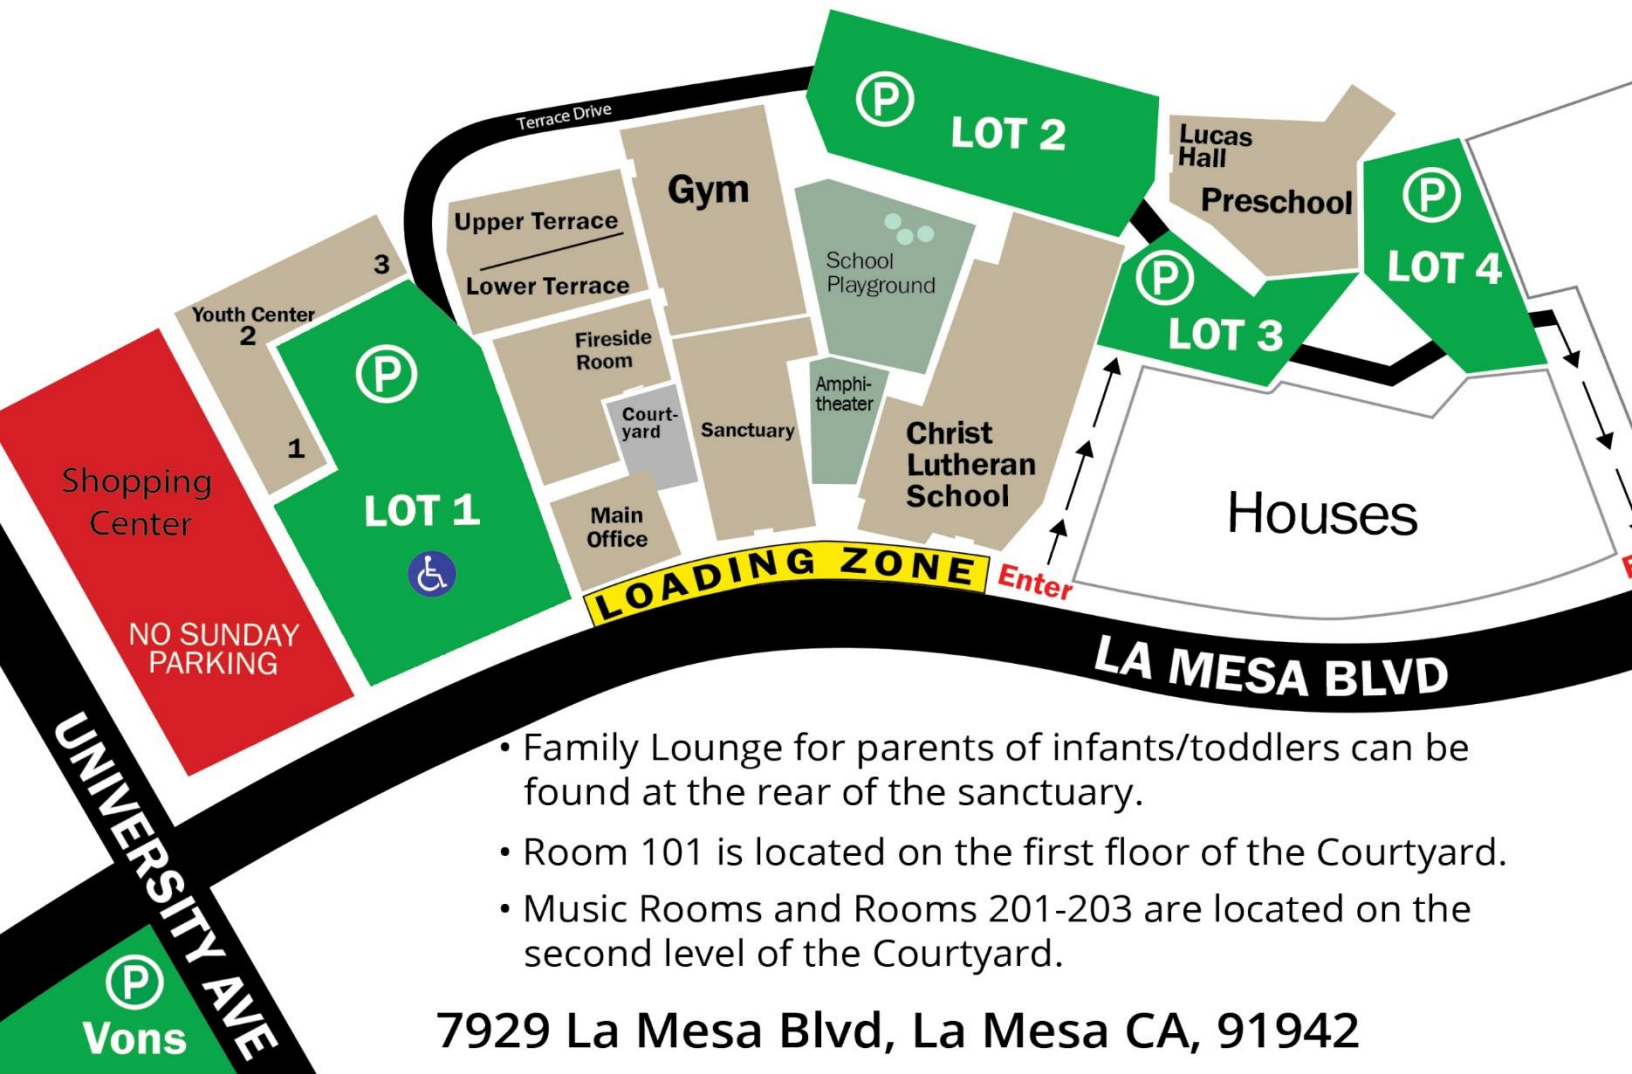 Terrace Drive
P
LOT 2
Lucas
Hall
Preschool
P
LOT 4
Gym
Upper Terrace
Lower Terrace
School
Playground
P
LOT 3
3
Youth Center
2
1
P
LOT 1
Fireside
Room
Court-
yard
Sanctuary
Amphi-
theater
Christ
Lutheran
School
Main
Office
Houses
Shopping
Center
NO SUNDAY
PARKING
LOADING ZONE
Enter
LA MESA BLVD
UNIVERSITY AVE
• Family Lounge for parents of infants/toddlers can be
found at the rear of the sanctuary.
• Room 101 is located on the first floor of the Courtyard.
• Music Rooms and Rooms 201-203 are located on the
second level of the Courtyard.
P
Vons
7929 La Mesa Blvd, La Mesa CA, 91942